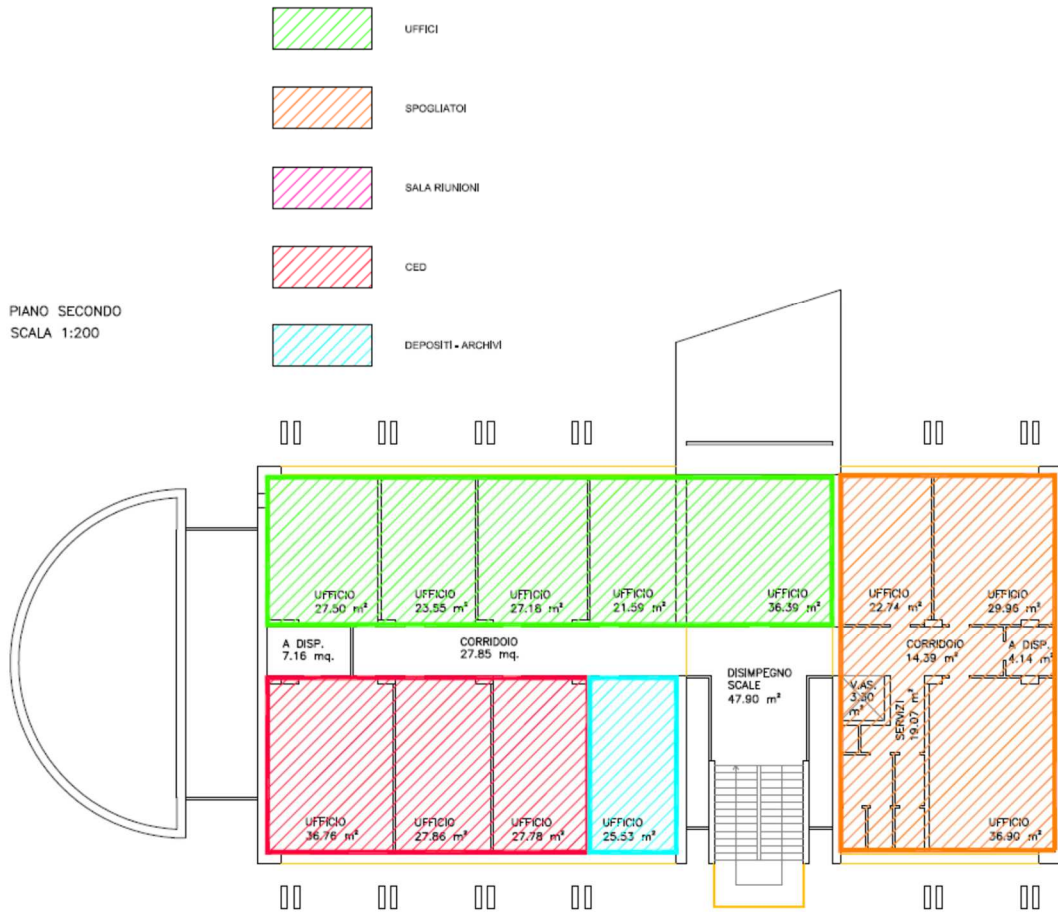 UFFICI
SPOGLIATOI
SALA RIUNIONI
CED
PIANO SECONDO
SCALA 1:200
DEPOSITI - ARCHIVI
UFFICIO
27.50 m²
UFFICIO
23.55 m²
UFFICIO
27.16 m²
UFFICIO
21.59 m²
UFFICIO
36.39 m²
UFFICIO
22.74 m²
UFFICIO
29.96 m²
A DISP.
7.16 mq.
CORRIDOIO
27.85 mq.
CORRIDOIO
14.39 m²
A DISP.
4.14 m²
DISIMPEGNO
SCALE
47.90 m²
V.AS.
3.30
m²
SERVIZI
19.07 m²
UFFICIO
36.76 m²
UFFICIO
27.86 m²
UFFICIO
27.78 m²
UFFICIO
25.53 m²
UFFICIO
36.90 m²